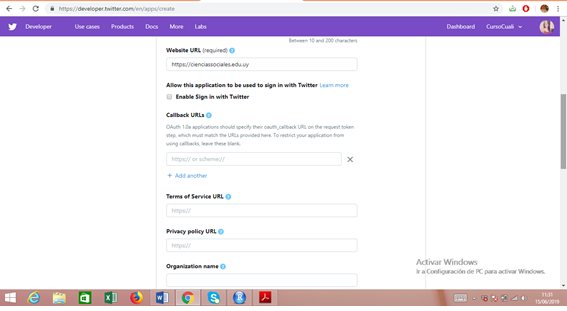 https://developer.twitter.com/en/apps/create
Developer Use cases Products Docs More Labs Dashboard CursoCuali
Between 10 and 200 characters
Website URL (required)
https://cienciassociales.edu.uy
Allow this application to be used to sign in with Twitter Learn more
Enable Sign in with Twitter
Callback URLs
OAuth 1.0a applications should specify their oauth_callback URL on the request token
step, which must match the URLs provided here. To restrict your application from
using callbacks, leave these blank.
https:// or scheme://
+ Add another
Terms of Service URL
https://
Privacy policy URL
https://
Organization name
Activar Windows
Ir a Configuración de PC para activar Windows.
11:31
15/06/2019